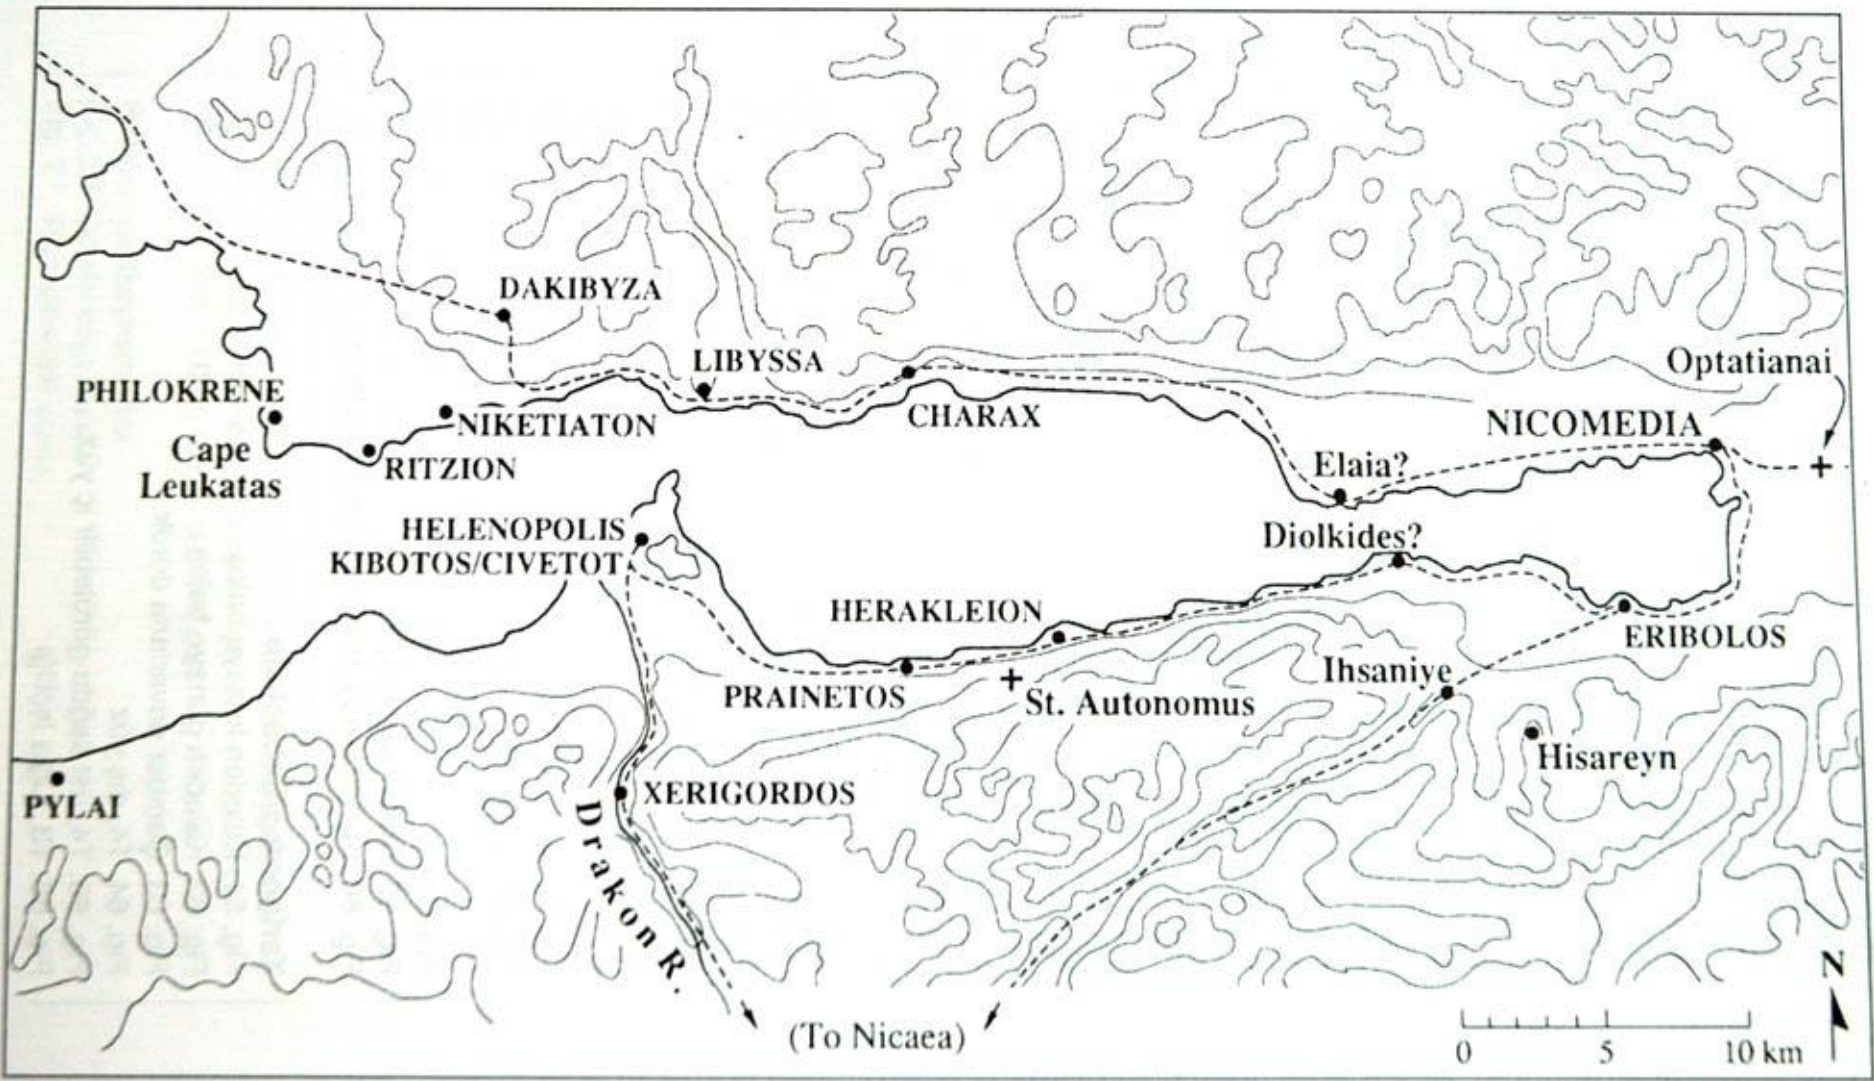 DAKIBYZA
LIBYSSA
Optatianai
PHILOKRENE
CHARAX
NICOMEDIA
NIKETIATON
Cape
Leukatas
RITZION
Elaia?
HELENOPOLIS
KIBOTOS/CIVETOT
Diolkides?
HERAKLEION
ERIBOLOS
Ihsaniye
PRAINETOS
St. Autonomus
Hisareyn
XERIGORDOS
PYLAI
Drakon R.
N
(To Nicaea)
0 5 10 km